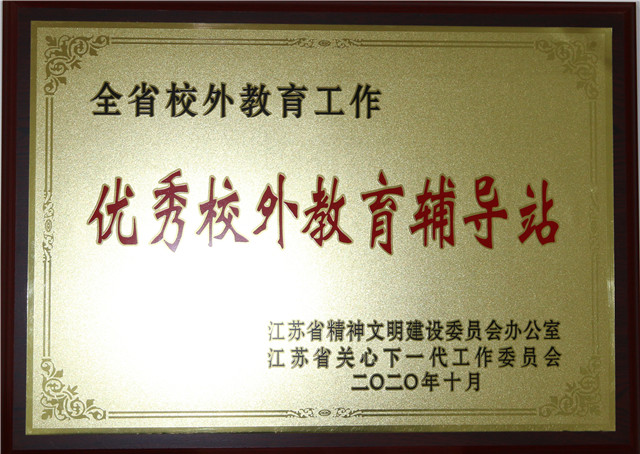 全省校外教育工作
优秀校外教育辅导站
江苏省精神文明建设委员会办公室
江苏省关心下一代工作委员会
二〇二〇年十月